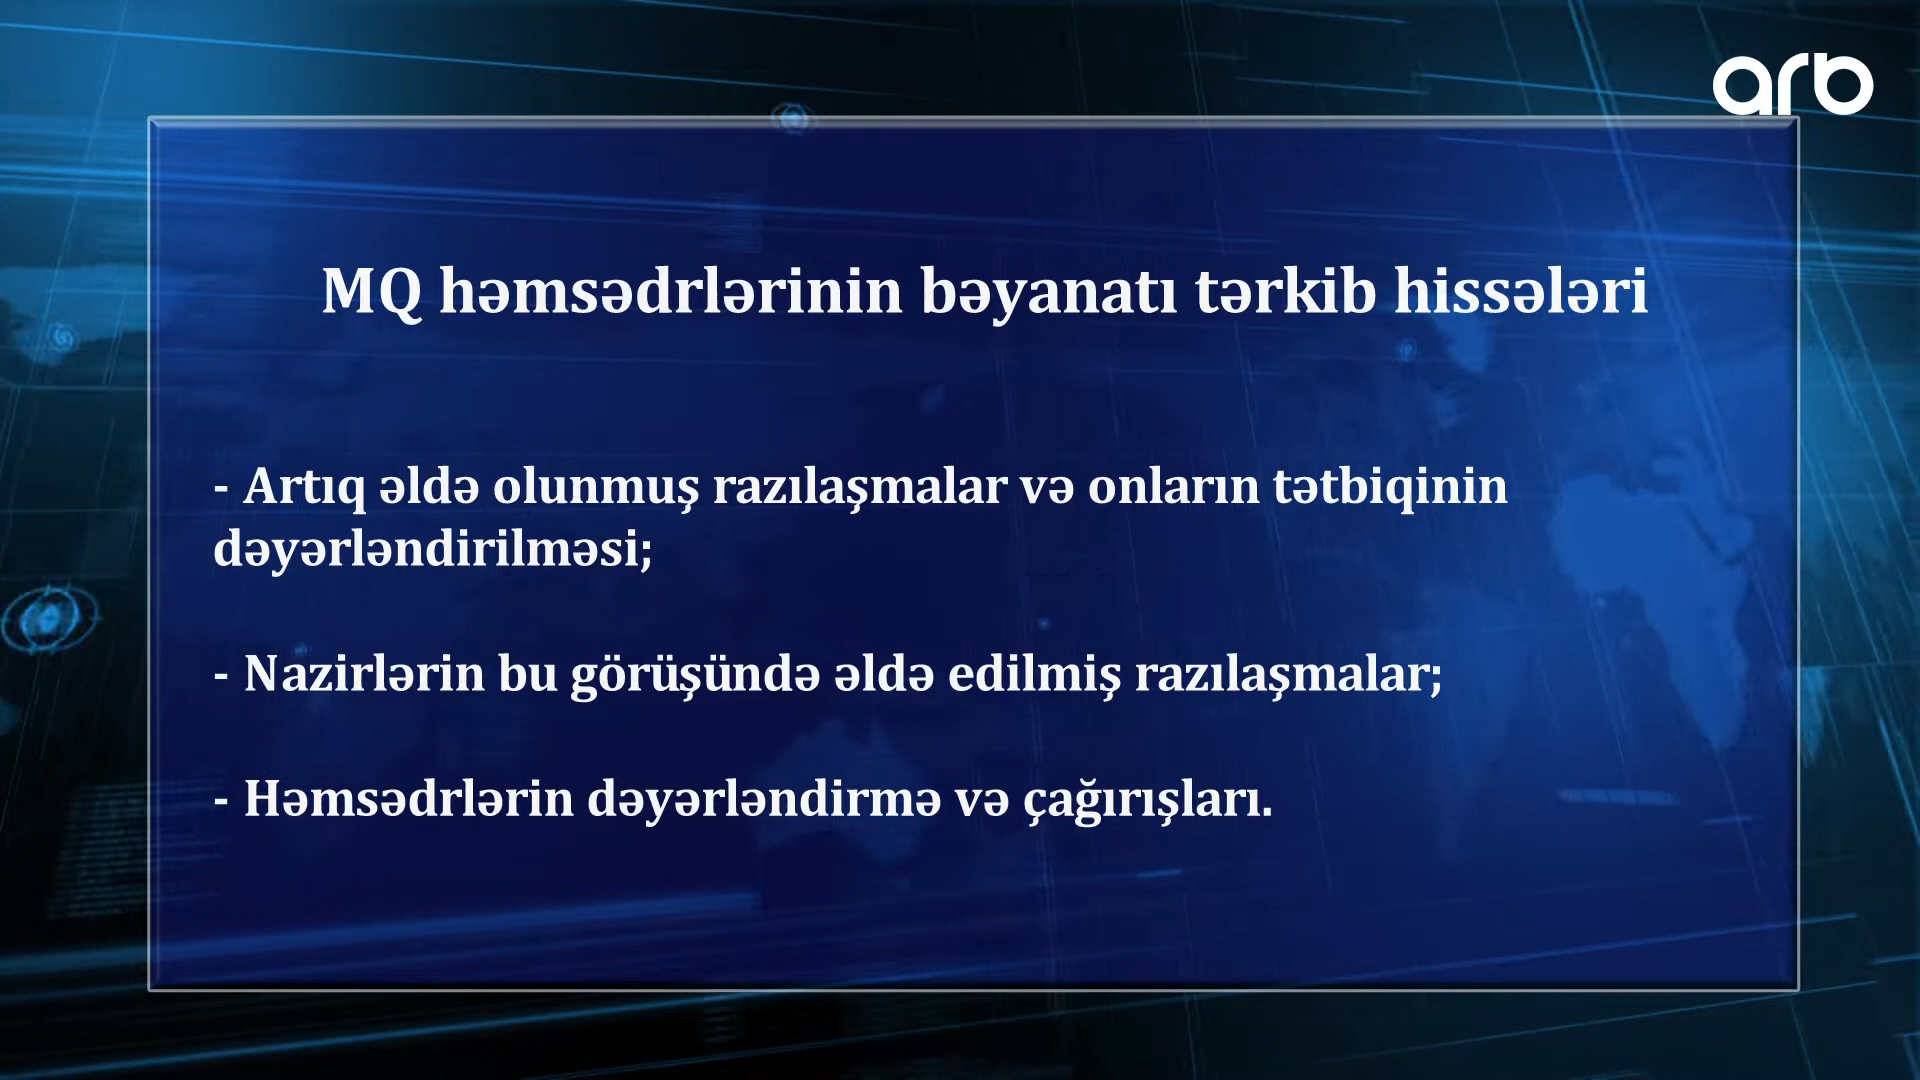 arb
MQ həmsədrlərinin bəyanatı tərkib hissələri
- Artıq əldə olunmuş razılaşmalar və onların tətbiqinin
dəyərləndirilməsi;
- Nazirlərin bu görüşündə əldə edilmiş razılaşmalar;
- Həmsədrlərin dəyərləndirmə və çağırışları.